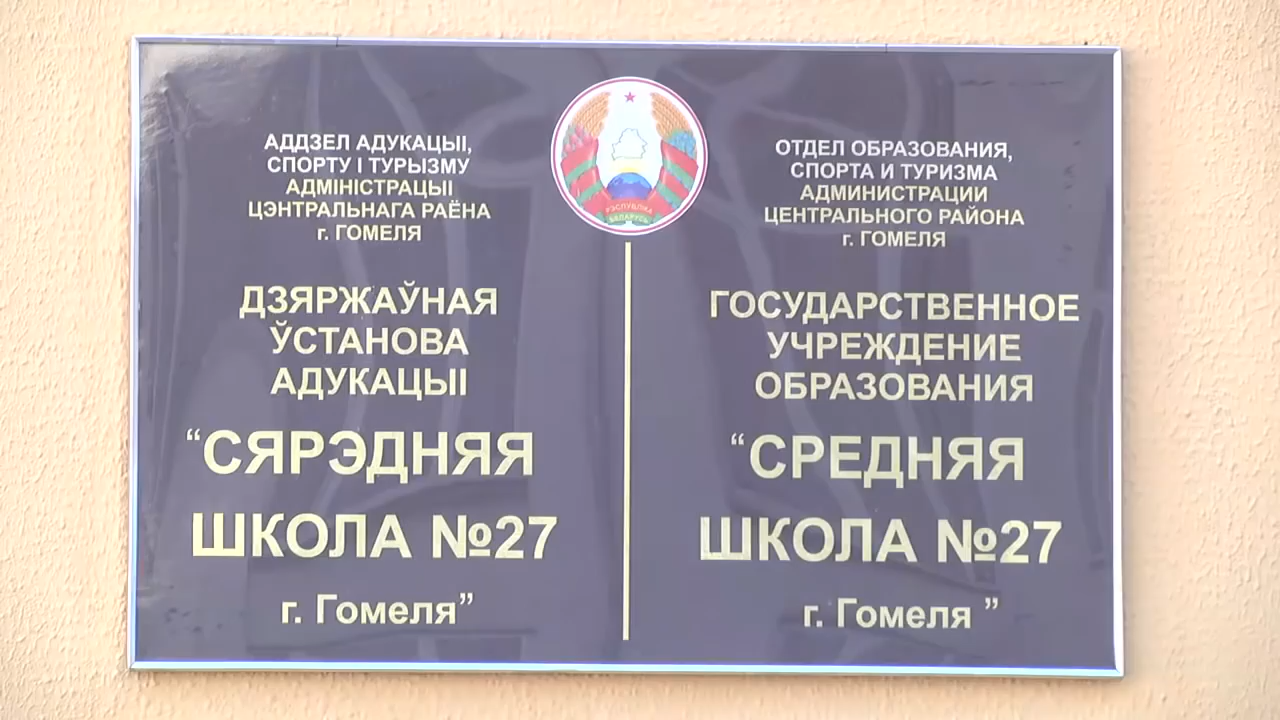 АДДЗЕЛ АДУКАЦЫІ,
СПОРТУ І ТУРЫЗМУ
АДМІНІСТРАЦЫІ
ЦЭНТРАЛЬНАГА РАЁНА
г. ГОМЕЛЯ
ДЗЯРЖАЎНАЯ
ЎСТАНОВА
АДУКАЦЫІ
“СЯРЭДНЯЯ
ШКОЛА №27
г. Гомеля”
РЭСПУБЛІКА
БЕЛАРУСЬ
ОТДЕЛ ОБРАЗОВАНИЯ,
СПОРТА И ТУРИЗМА
АДМИНИСТРАЦИИ
ЦЕНТРАЛЬНОГО РАЙОНА
г. ГОМЕЛЯ
ГОСУДАРСТВЕННОЕ
УЧРЕЖДЕНИЕ
ОБРАЗОВАНИЯ
“СРЕДНЯЯ
ШКОЛА №27
г. Гомеля ”